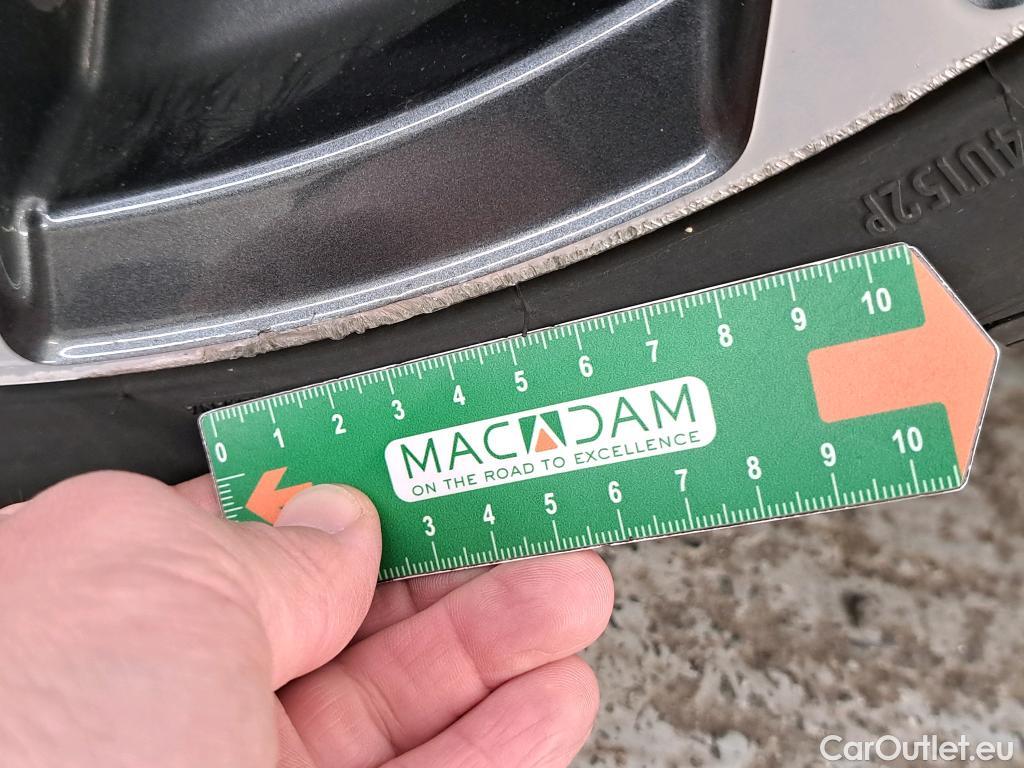 4U152P
0 1 2 3 4 5 6 7 8 9 10
MACADAM
ON THE ROAD TO EXCELLENCE
3 4 5 6 7 8 9 10
CarOutlet.eu